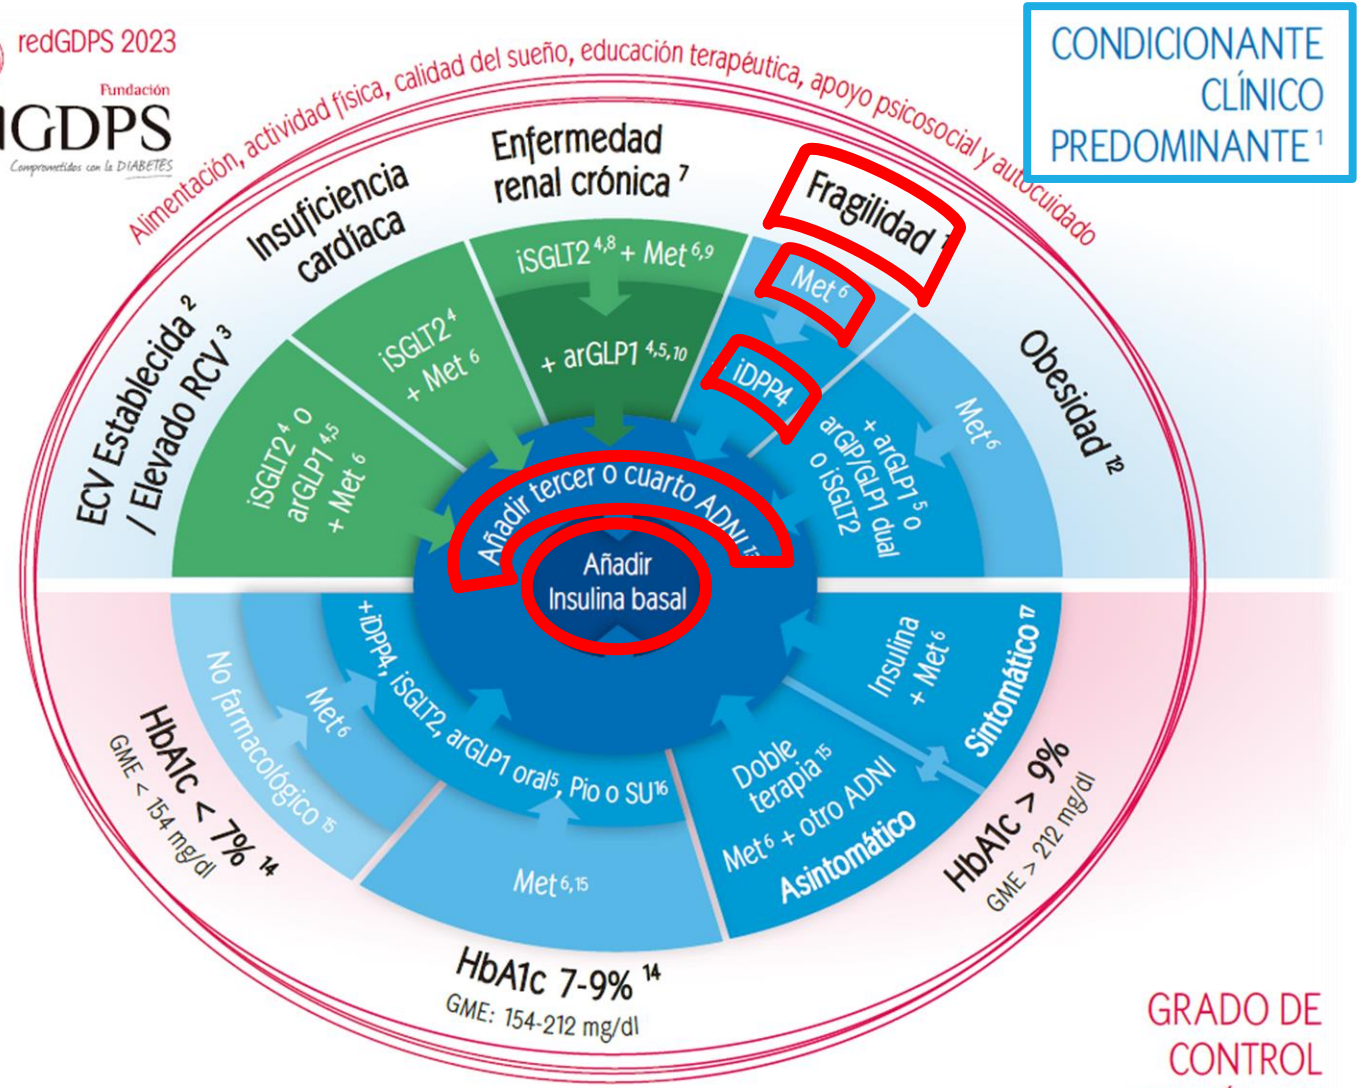 redGDPS 2023
Fundación
GDPS
Comprometidos con la DIABETES
CONDICIONANTE
CLÍNICO
PREDOMINANTE ¹
Alimentación, actividad física, calidad del sueño, educación terapéutica, apoyo psicosocial y autocuidado
ECV Establecida ²
/ Elevado RCV ³
iSGLT2 ⁴ o
arGLP1 ⁴,⁵
+ Met ⁶
Insuficiencia
cardíaca
iSGLT2 ⁴
+ Met ⁶
Enfermedad
renal crónica ⁷
iSGLT2 ⁴,⁸ + Met ⁶,⁹
+ arGLP1 ⁴,⁵,¹⁰
Fragilidad
Met ⁶
iDPP4
Obesidad ¹²
Met ⁶
+ arGLP1 ⁵ o
arGIP/GLP1 dual
o iSGLT2
Añadir tercer o cuarto ADNI
Añadir
Insulina basal
No farmacológico ¹⁵
Met ⁶
+iDPP4, iSGLT2, arGLP1 oral⁵, Pio o SU¹⁶
HbA1c < 7% ¹⁴
GME < 154 mg/dl
Met ⁶,¹⁵
HbA1c 7-9% ¹⁴
GME: 154-212 mg/dl
Doble
terapia ¹⁵
Met ⁶ + otro ADNI
Asintomático
Insulina
+ Met ⁶
Sintomático ¹⁷
HbA1c > 9%
GME > 212 mg/dl
GRADO DE
CONTROL